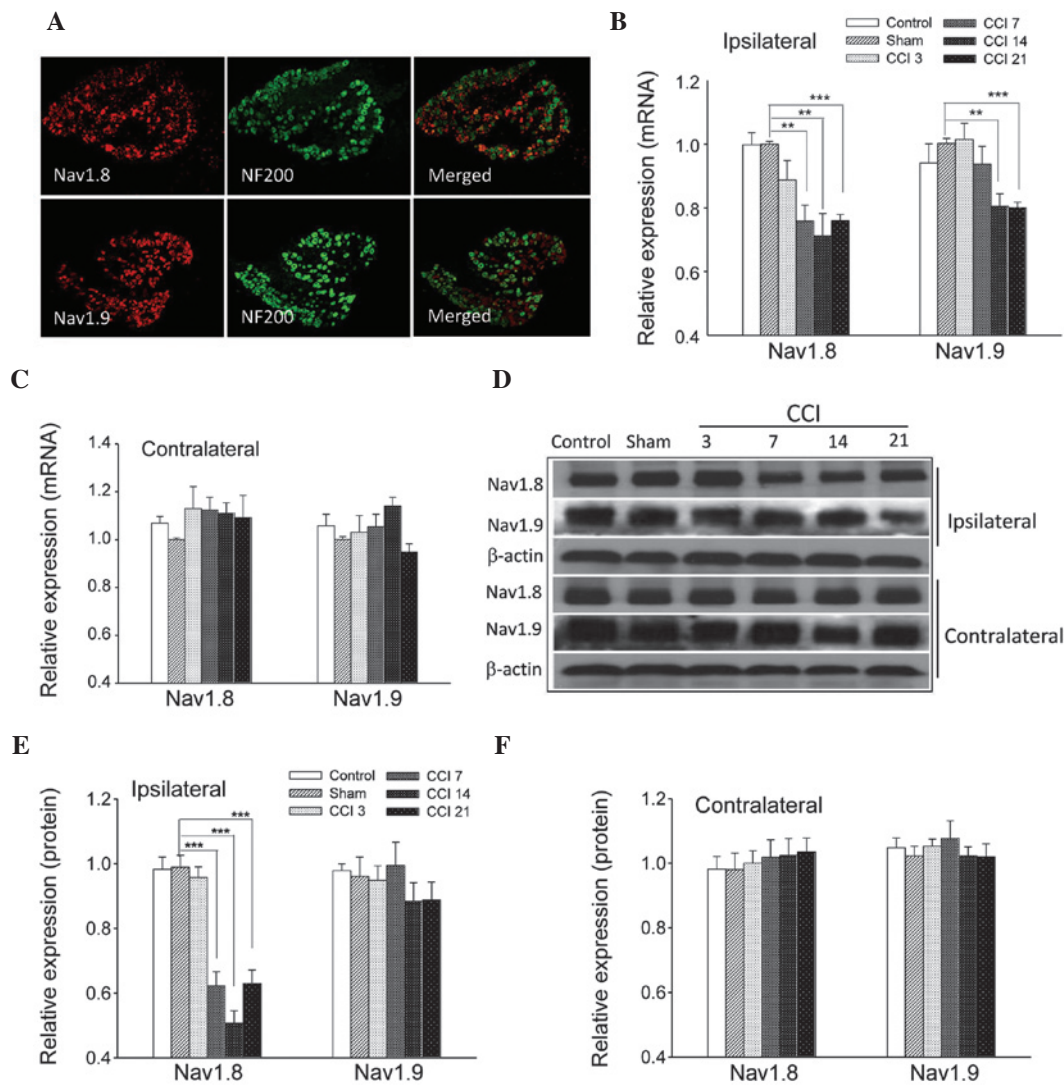 A
Nav1.8
NF200
Merged
Nav1.9
NF200
Merged
B
Ipsilateral
Control
Sham
CCI 3
CCI 7
CCI 14
CCI 21
Relative expression (mRNA)
1.2
1.0
0.8
0.6
0.4
**
**
***
**
***
Nav1.8
Nav1.9
C
Contralateral
Relative expression (mRNA)
1.4
1.2
1.0
0.8
0.6
0.4
Nav1.8
Nav1.9
D
CCI
Control Sham 3 7 14 21
Nav1.8
Nav1.9
β-actin
Ipsilateral
Nav1.8
Nav1.9
β-actin
Contralateral
E
Ipsilateral
Control
Sham
CCI 3
CCI 7
CCI 14
CCI 21
Relative expression (protein)
1.2
1.0
0.8
0.6
0.4
***
***
***
Nav1.8
Nav1.9
F
Contralateral
Relative expression (protein)
1.2
1.0
0.8
0.6
0.4
Nav1.8
Nav1.9